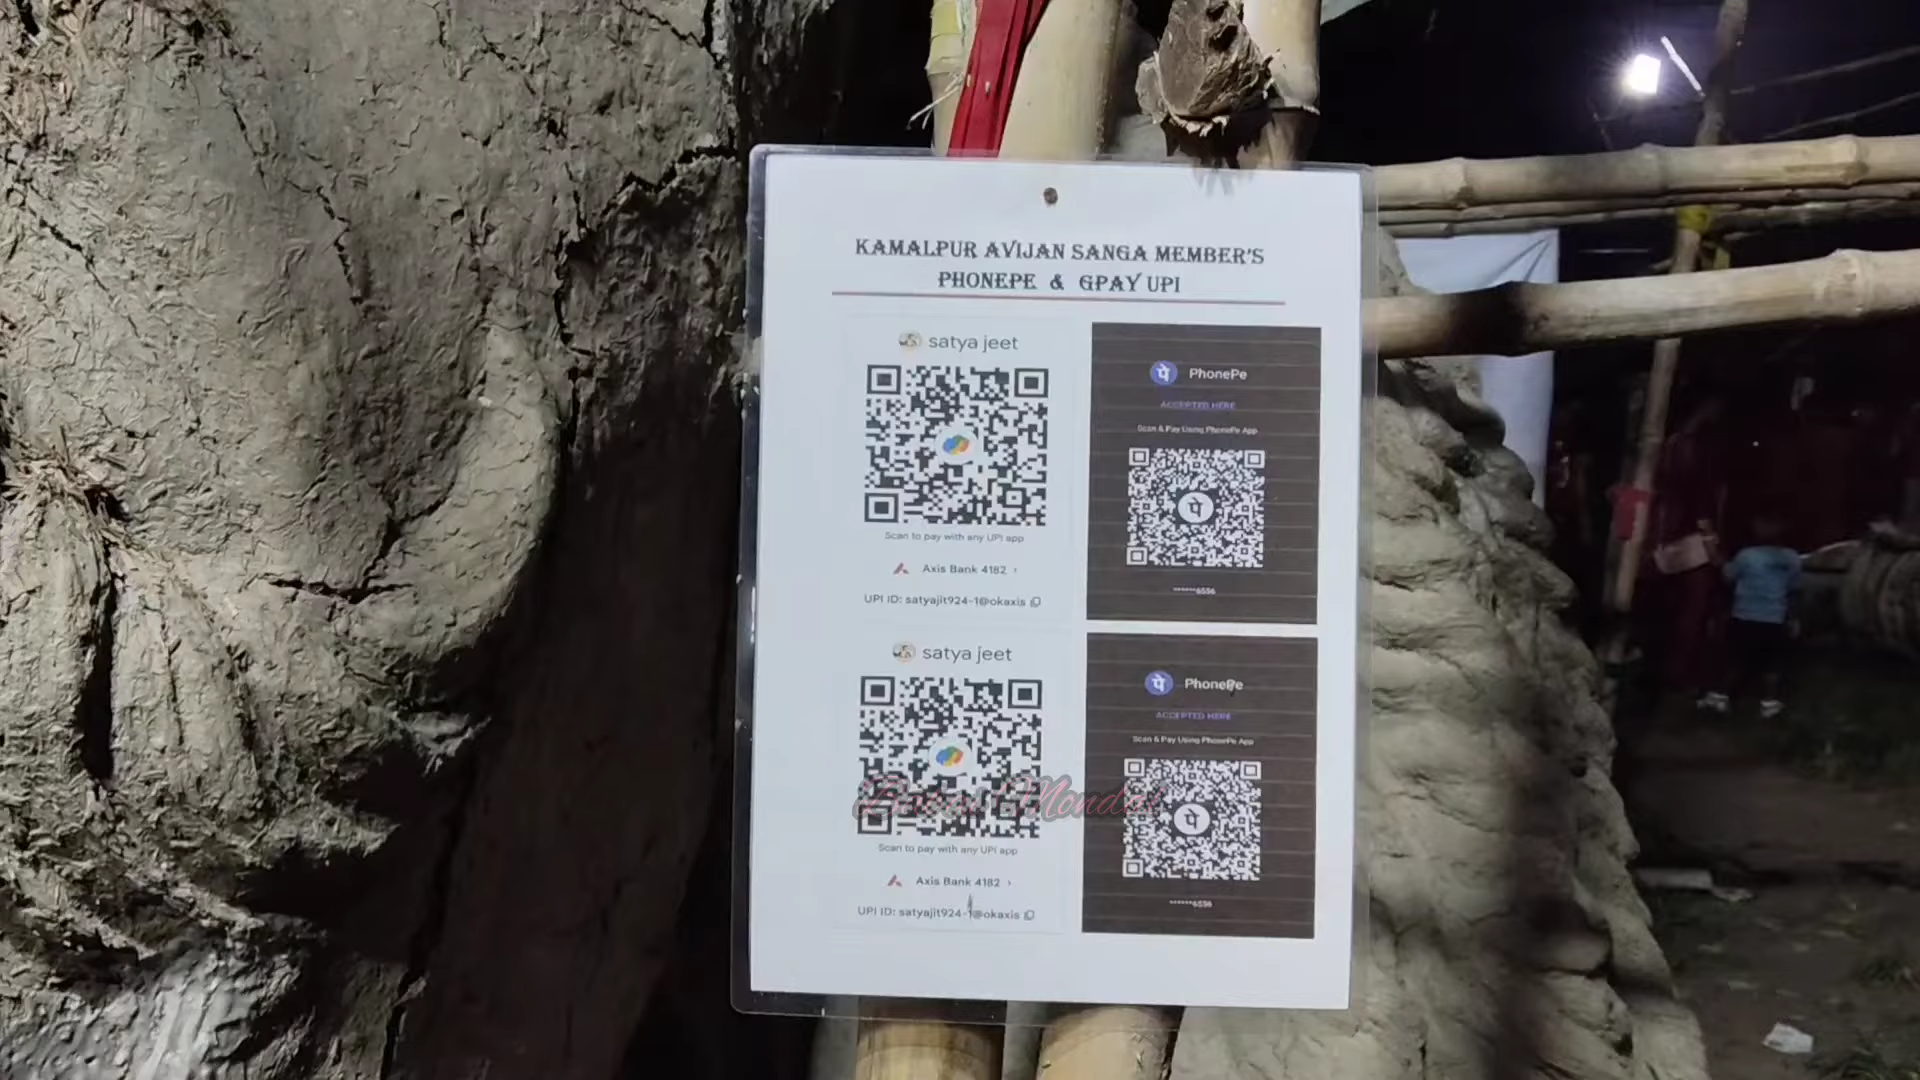 KAMALPUR AVIJAN SANGA MEMBER'S
PHONEPE & GPAY UPI
satya jeet
Scan to pay with any UPI app
Axis Bank 4182 ›
UPI ID: satyajit924-1@okaxis
पे PhonePe
ACCEPTED HERE
Scan & Pay Using PhonePe App
पे
******6556
satya jeet
Scan to pay with any UPI app
Axis Bank 4182 ›
UPI ID: satyajit924-1@okaxis
पे PhonePe
ACCEPTED HERE
Scan & Pay Using PhonePe App
पे
******6556
Mondal